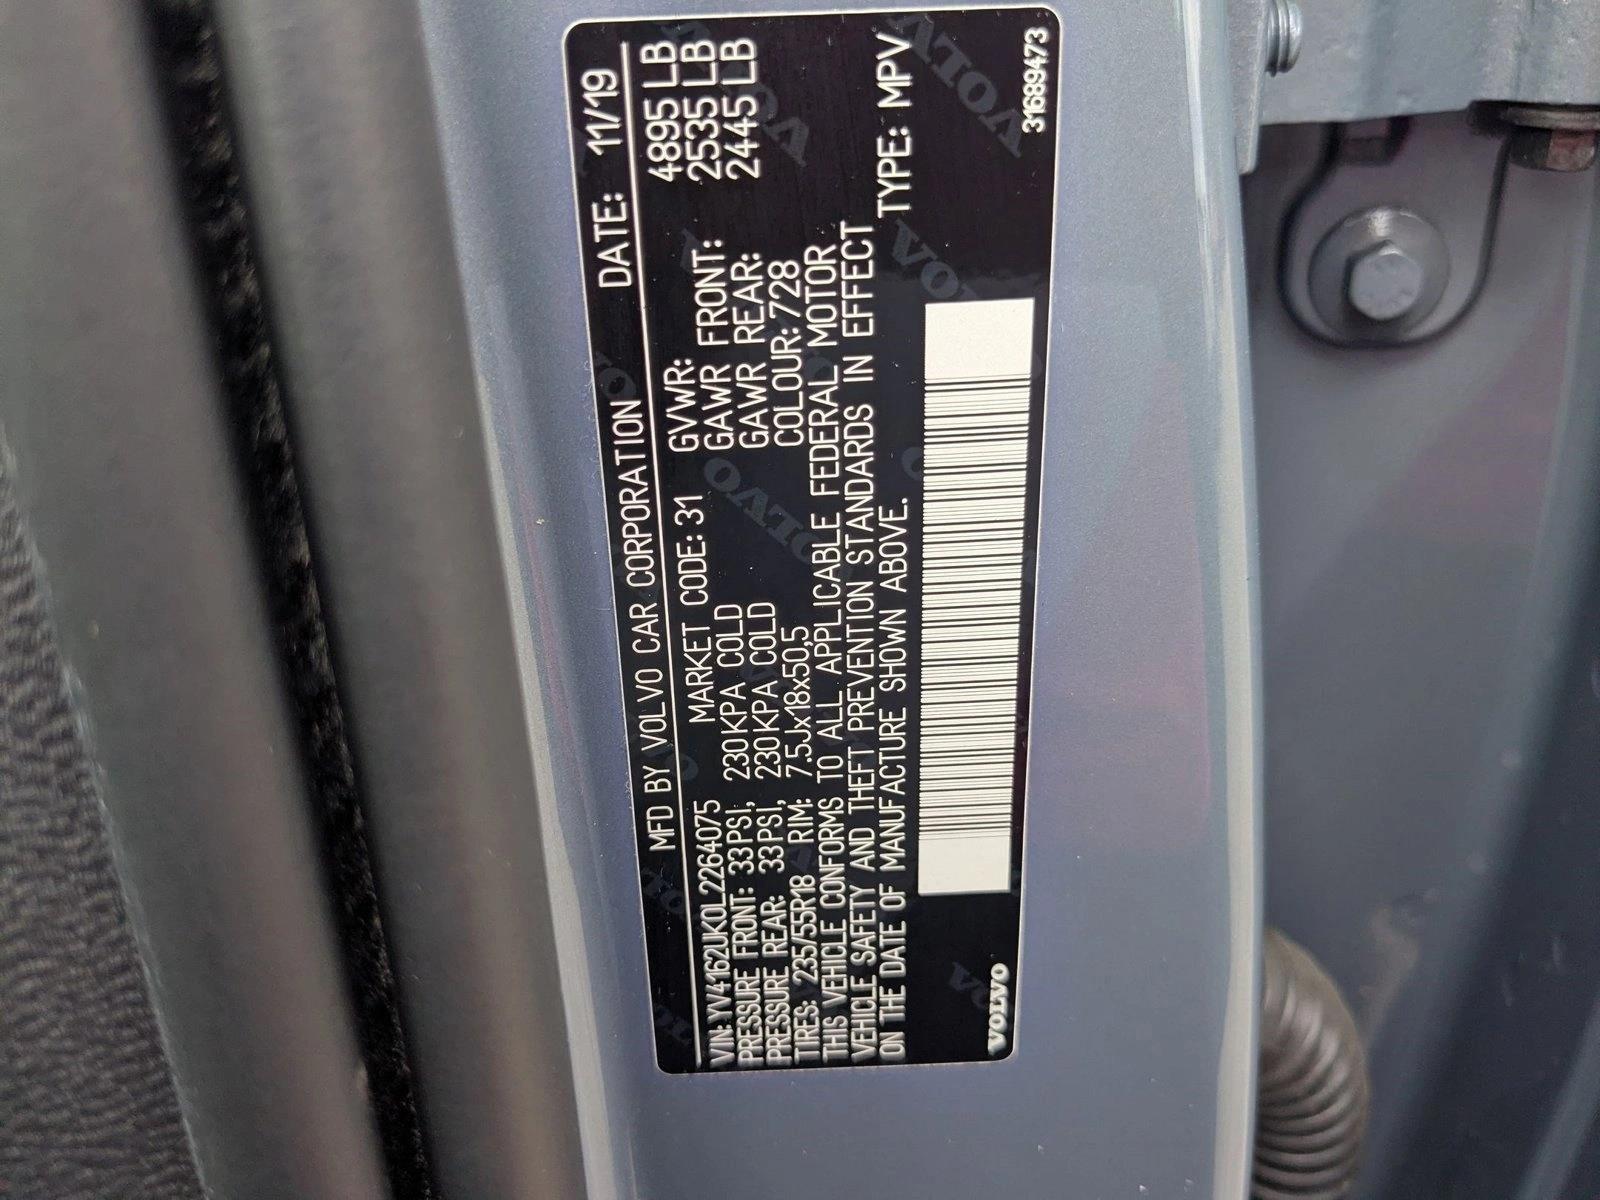 MFD BY VOLVO CAR CORPORATION DATE: 11/19
MARKET CODE: 31 GVWR: 4895 LB
GAWR FRONT: 2535 LB
GAWR REAR: 2445 LB
VIN: YV4162UK0L2264075 COLOUR: 728
PRESSURE FRONT: 33PSI, 230KPA COLD
PRESSURE REAR: 33PSI, 230KPA COLD
TIRES: 235/55R18 RIM: 7.5Jx18x50,5
THIS VEHICLE CONFORMS TO ALL APPLICABLE FEDERAL MOTOR
VEHICLE SAFETY AND THEFT PREVENTION STANDARDS IN EFFECT
ON THE DATE OF MANUFACTURE SHOWN ABOVE. TYPE: MPV
VOLVO 31689473